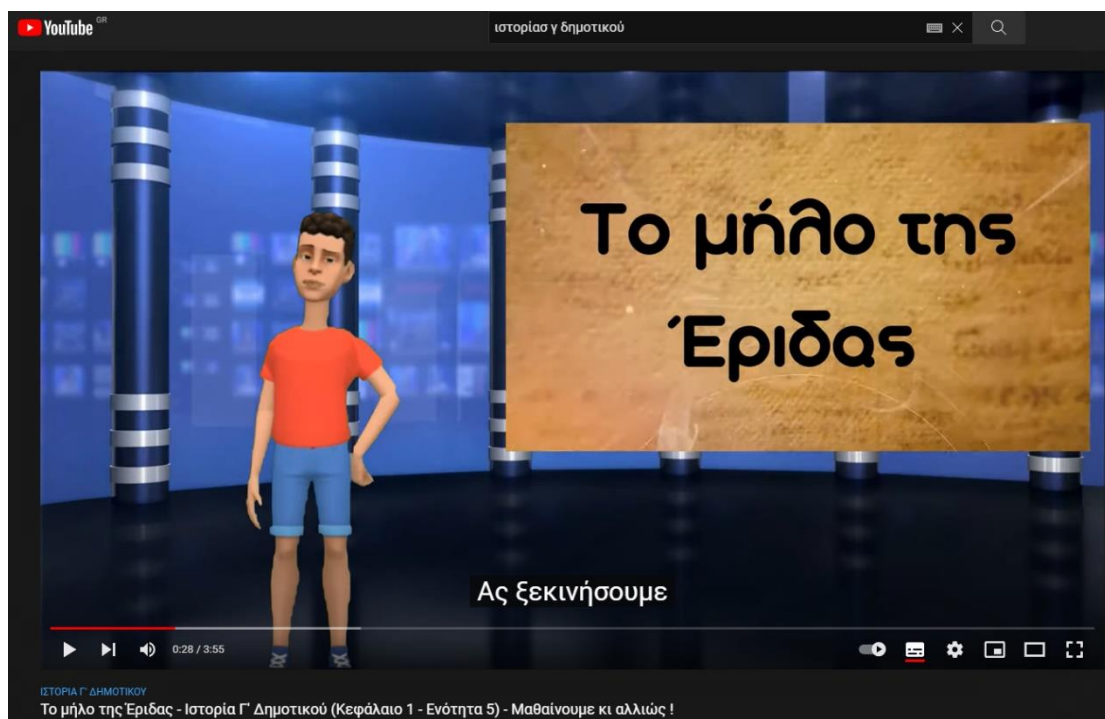 YouTube GR
ιστορίασ γ δημοτικού
Το μήλο της
Έριδας
Ας ξεκινήσουμε
0:28 / 3:55
ΙΣΤΟΡΙΑ Γ' ΔΗΜΟΤΙΚΟΥ
Το μήλο της Έριδας - Ιστορία Γ' Δημοτικού (Κεφάλαιο 1 - Ενότητα 5) - Μαθαίνουμε κι αλλιώς !